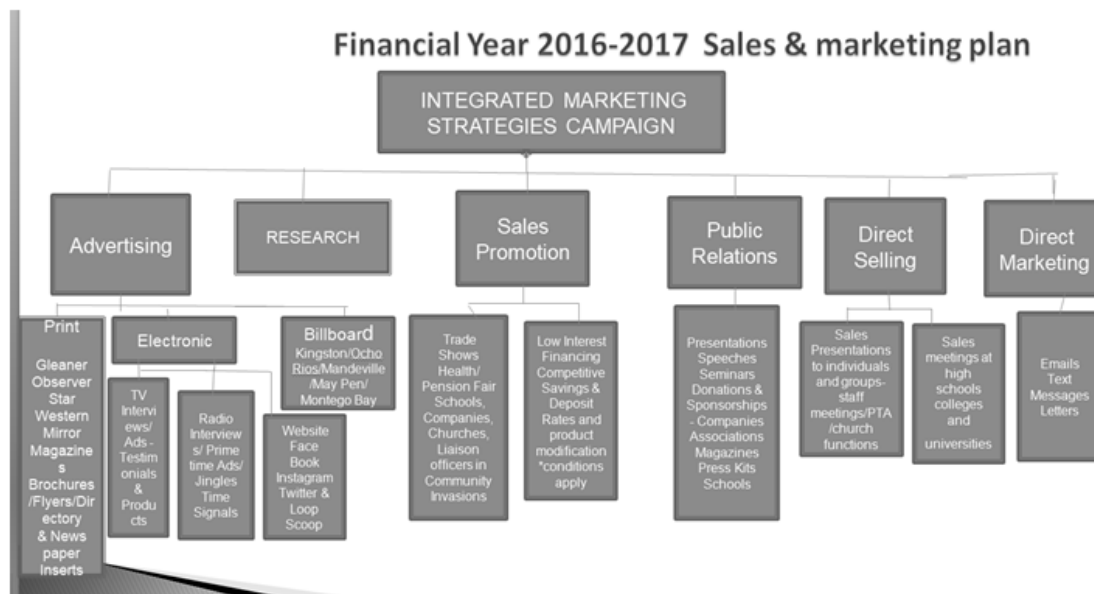 Financial Year 2016-2017 Sales & marketing plan
INTEGRATED MARKETING
STRATEGIES CAMPAIGN
Advertising
RESEARCH
Sales
Promotion
Public
Relations
Direct
Selling
Direct
Marketing
Print
Gleaner
Observer
Star
Western
Mirror
Magazine
s
Brochures
/Flyers/Dir
ectory
& News
paper
Inserts
Electronic
TV
Intervi
ews/
Ads -
Testim
onials
&
Produ
cts
Radio
Interview
s/ Prime
time Ads/
Jingles
Time
Signals
Website
Face
Book
Instagram
Twitter &
Loop
Scoop
Billboard
Kingston/Ocho
Rios/Mandeville
/May Pen/
Montego Bay
Trade
Shows
Health/
Pension Fair
Schools,
Companies,
Churches,
Liaison
officers in
Community
Invasions
Low Interest
Financing
Competitive
Savings &
Deposit
Rates and
product
modification
*conditions
apply
Presentations
Speeches
Seminars
Donations &
Sponsorships
- Companies
Associations
Magazines
Press Kits
Schools
Sales
Presentations
to individuals
and groups-
staff
meetings/PTA
/church
functions
Sales
meetings at
high
schools
colleges
and
universities
Emails
Text
Messages
Letters